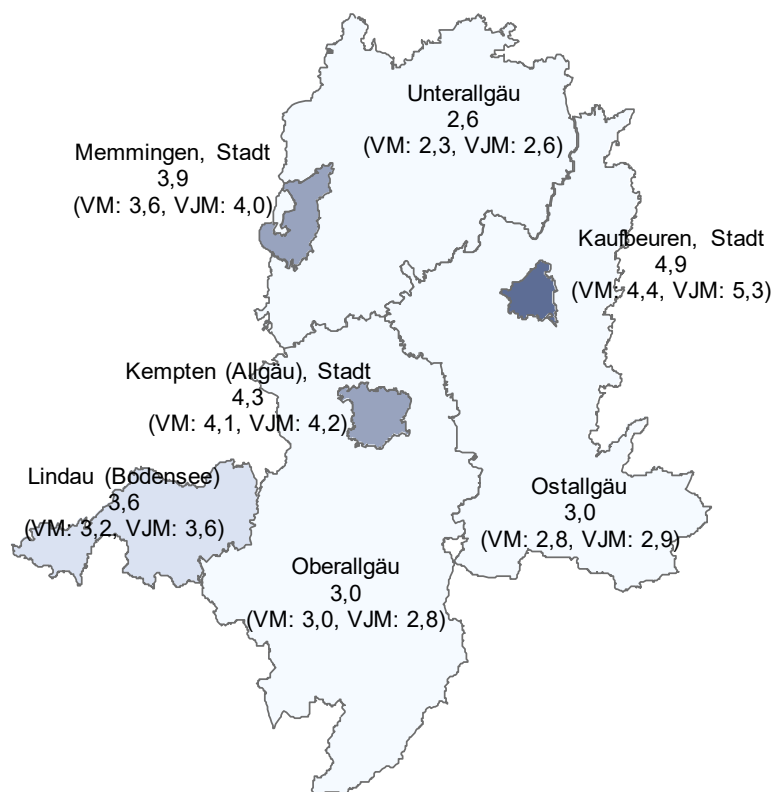 Unterallgäu
2,6
(VM: 2,3, VJM: 2,6)
Memmingen, Stadt
3,9
(VM: 3,6, VJM: 4,0)
Kaufbeuren, Stadt
4,9
(VM: 4,4, VJM: 5,3)
Kempten (Allgäu), Stadt
4,3
(VM: 4,1, VJM: 4,2)
Lindau (Bodensee)
3,6
(VM: 3,2, VJM: 3,6)
Ostallgäu
3,0
(VM: 2,8, VJM: 2,9)
Oberallgäu
3,0
(VM: 3,0, VJM: 2,8)